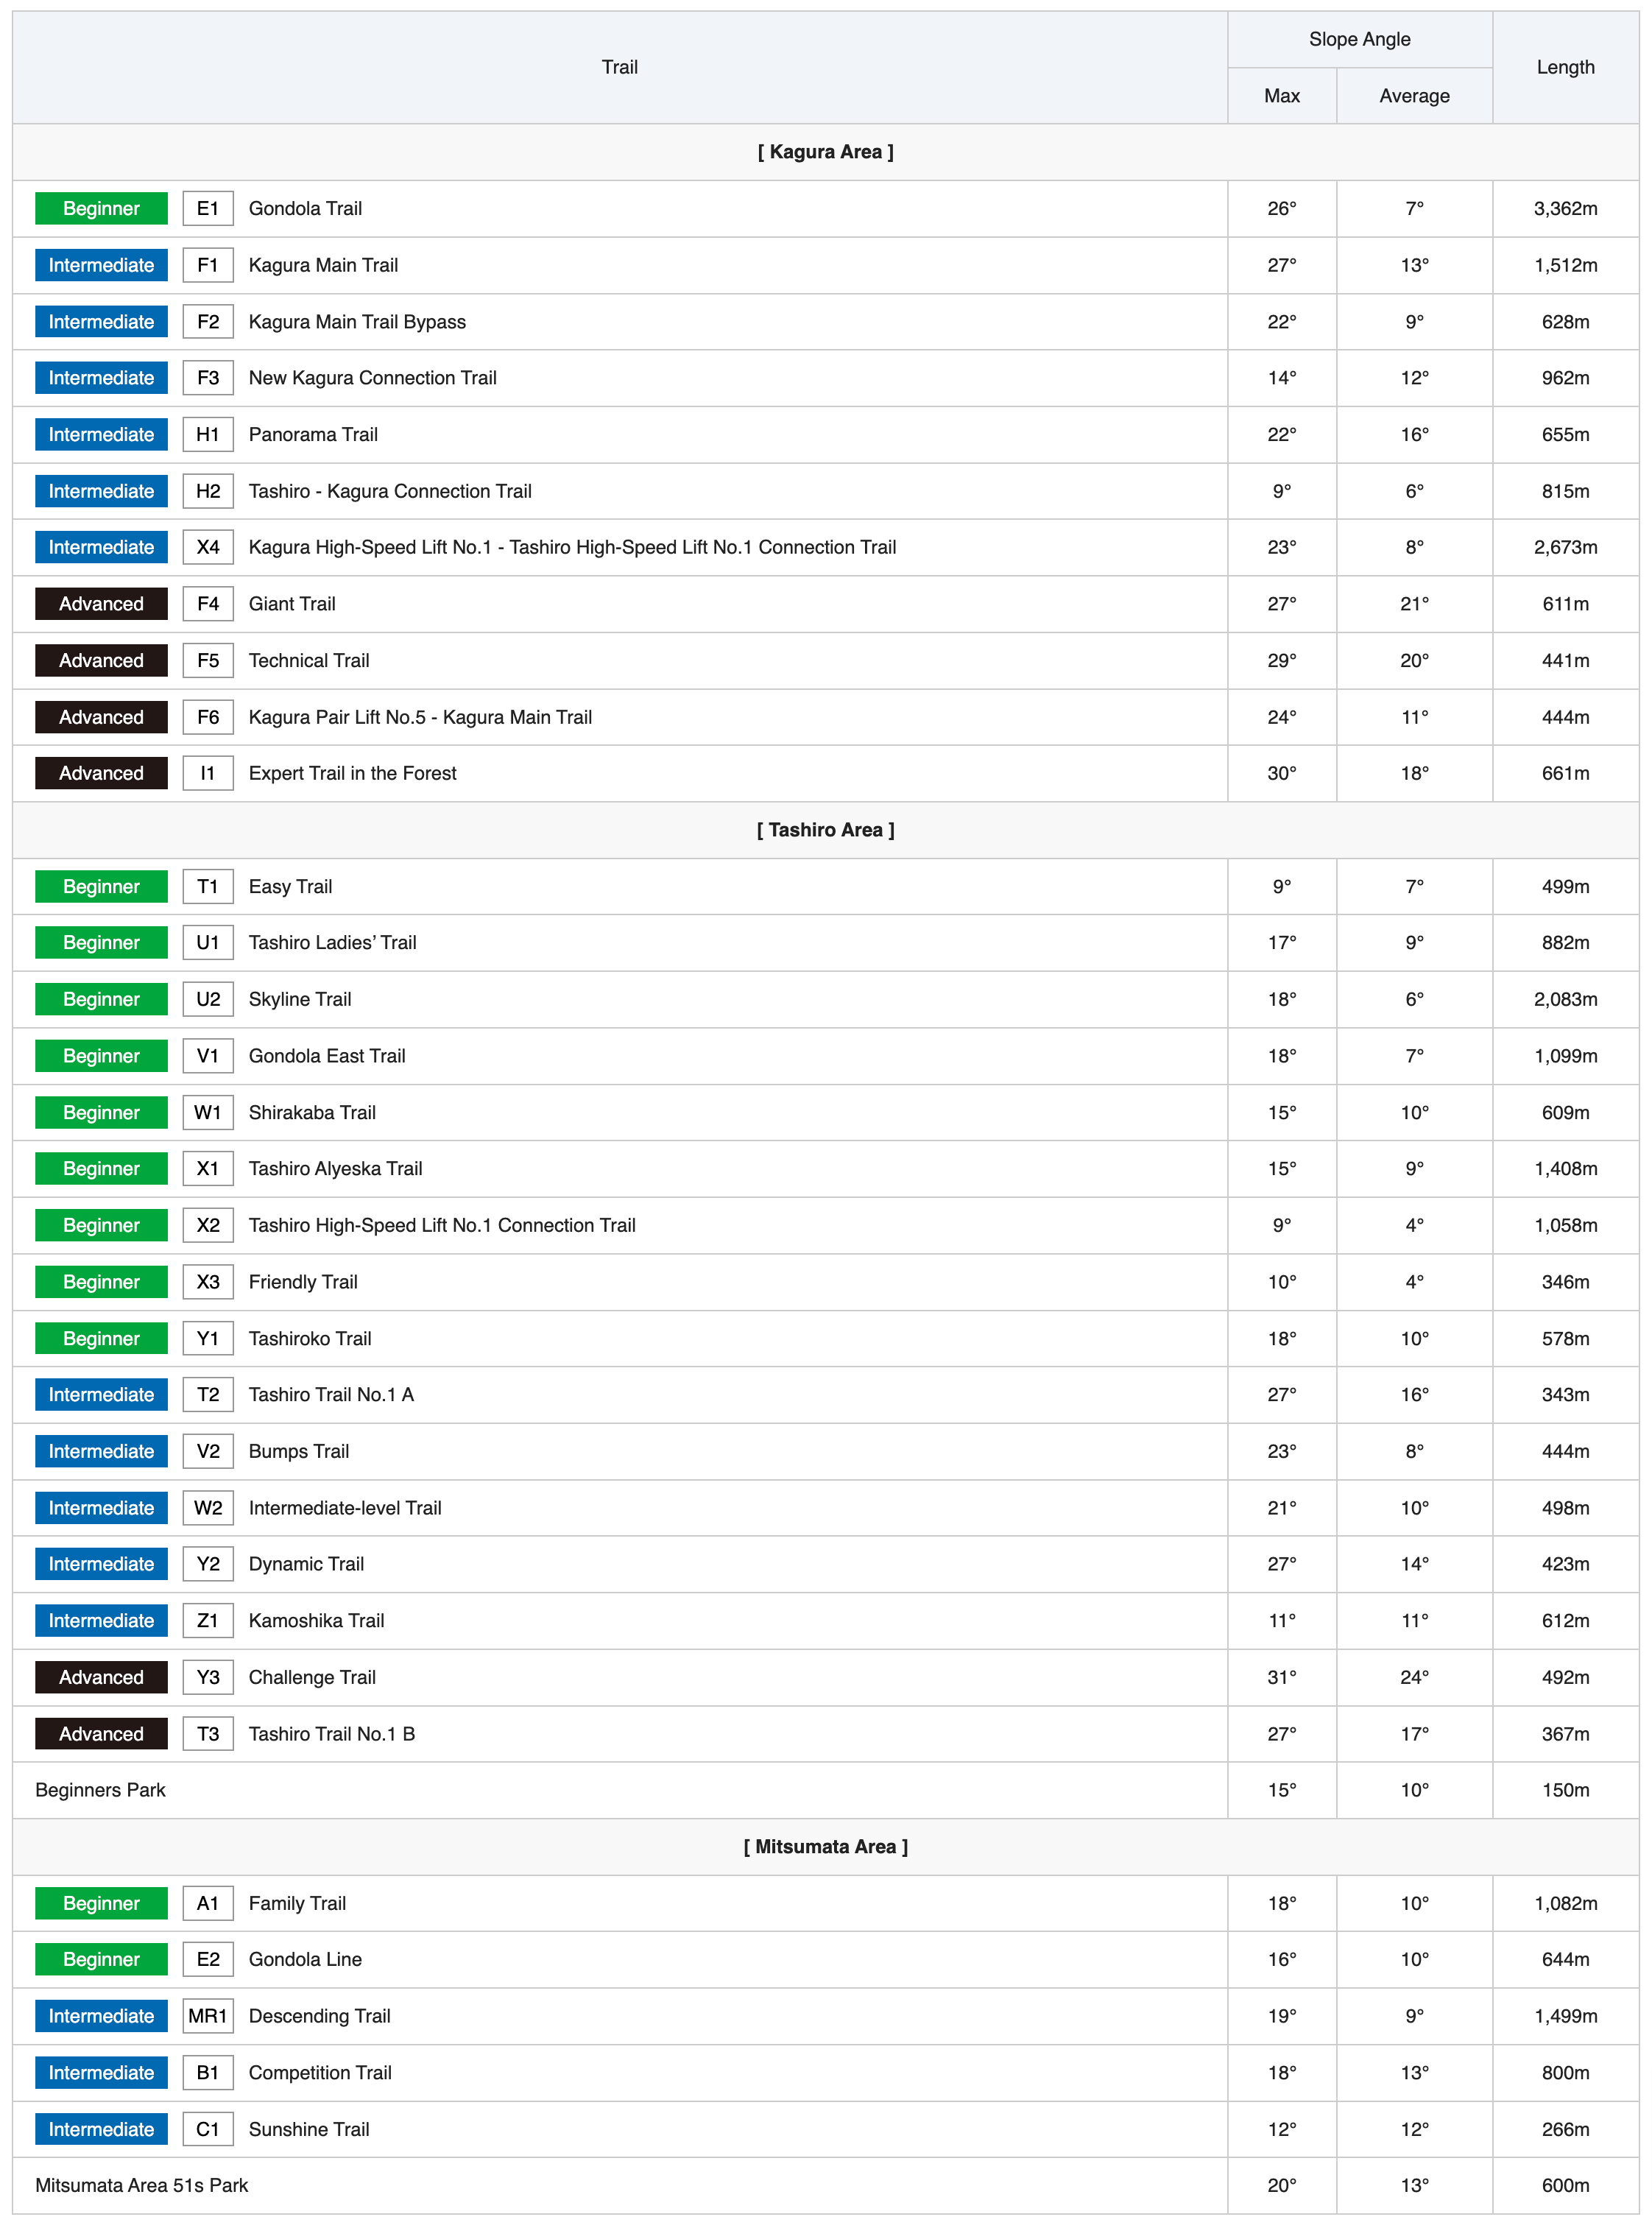 Trail Slope Angle Length
Max Average
[ Kagura Area ]
Beginner E1 Gondola Trail 26° 7° 3,362m
Intermediate F1 Kagura Main Trail 27° 13° 1,512m
Intermediate F2 Kagura Main Trail Bypass 22° 9° 628m
Intermediate F3 New Kagura Connection Trail 14° 12° 962m
Intermediate H1 Panorama Trail 22° 16° 655m
Intermediate H2 Tashiro - Kagura Connection Trail 9° 6° 815m
Intermediate X4 Kagura High-Speed Lift No.1 - Tashiro High-Speed Lift No.1 Connection Trail 23° 8° 2,673m
Advanced F4 Giant Trail 27° 21° 611m
Advanced F5 Technical Trail 29° 20° 441m
Advanced F6 Kagura Pair Lift No.5 - Kagura Main Trail 24° 11° 444m
Advanced I1 Expert Trail in the Forest 30° 18° 661m
[ Tashiro Area ]
Beginner T1 Easy Trail 9° 7° 499m
Beginner U1 Tashiro Ladies’ Trail 17° 9° 882m
Beginner U2 Skyline Trail 18° 6° 2,083m
Beginner V1 Gondola East Trail 18° 7° 1,099m
Beginner W1 Shirakaba Trail 15° 10° 609m
Beginner X1 Tashiro Alyeska Trail 15° 9° 1,408m
Beginner X2 Tashiro High-Speed Lift No.1 Connection Trail 9° 4° 1,058m
Beginner X3 Friendly Trail 10° 4° 346m
Beginner Y1 Tashiroko Trail 18° 10° 578m
Intermediate T2 Tashiro Trail No.1 A 27° 16° 343m
Intermediate V2 Bumps Trail 23° 8° 444m
Intermediate W2 Intermediate-level Trail 21° 10° 498m
Intermediate Y2 Dynamic Trail 27° 14° 423m
Intermediate Z1 Kamoshika Trail 11° 11° 612m
Advanced Y3 Challenge Trail 31° 24° 492m
Advanced T3 Tashiro Trail No.1 B 27° 17° 367m
Beginners Park 15° 10° 150m
[ Mitsumata Area ]
Beginner A1 Family Trail 18° 10° 1,082m
Beginner E2 Gondola Line 16° 10° 644m
Intermediate MR1 Descending Trail 19° 9° 1,499m
Intermediate B1 Competition Trail 18° 13° 800m
Intermediate C1 Sunshine Trail 12° 12° 266m
Mitsumata Area 51s Park 20° 13° 600m